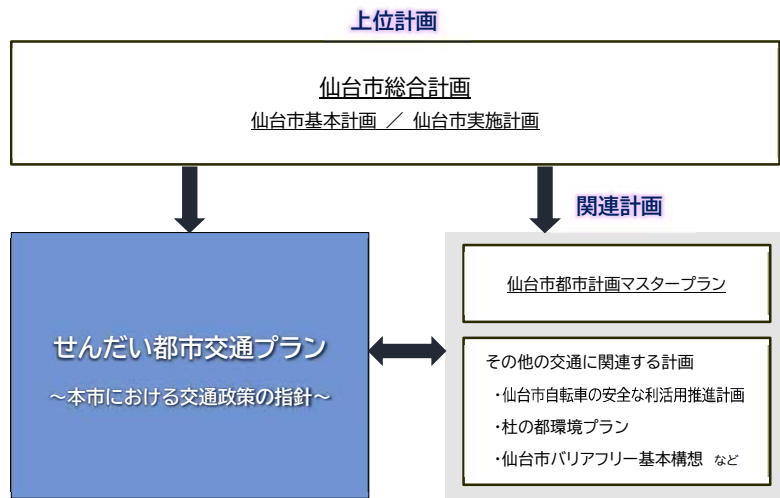 上位計画
仙台市総合計画
仙台市基本計画 ／ 仙台市実施計画
関連計画
せんだい都市交通プラン
～本市における交通政策の指針～
仙台市都市計画マスタープラン
その他の交通に関連する計画
・仙台市自転車の安全な利活用推進計画
・杜の都環境プラン
・仙台市バリアフリー基本構想 など